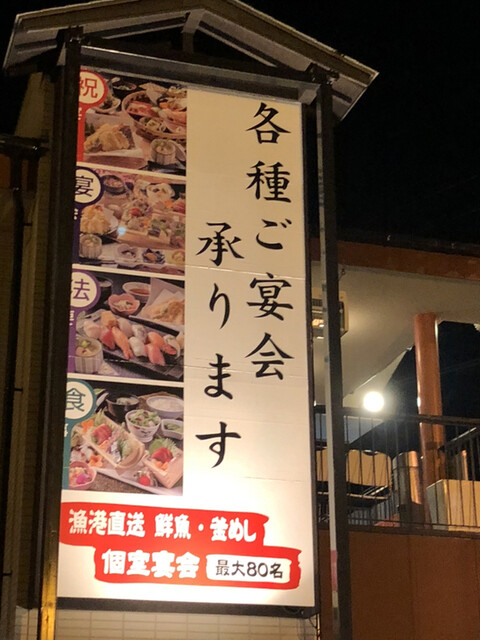 各種ご宴会
承ります
祝
宴
法
食
漁港直送 鮮魚・釜めし
個室宴会 最大80名